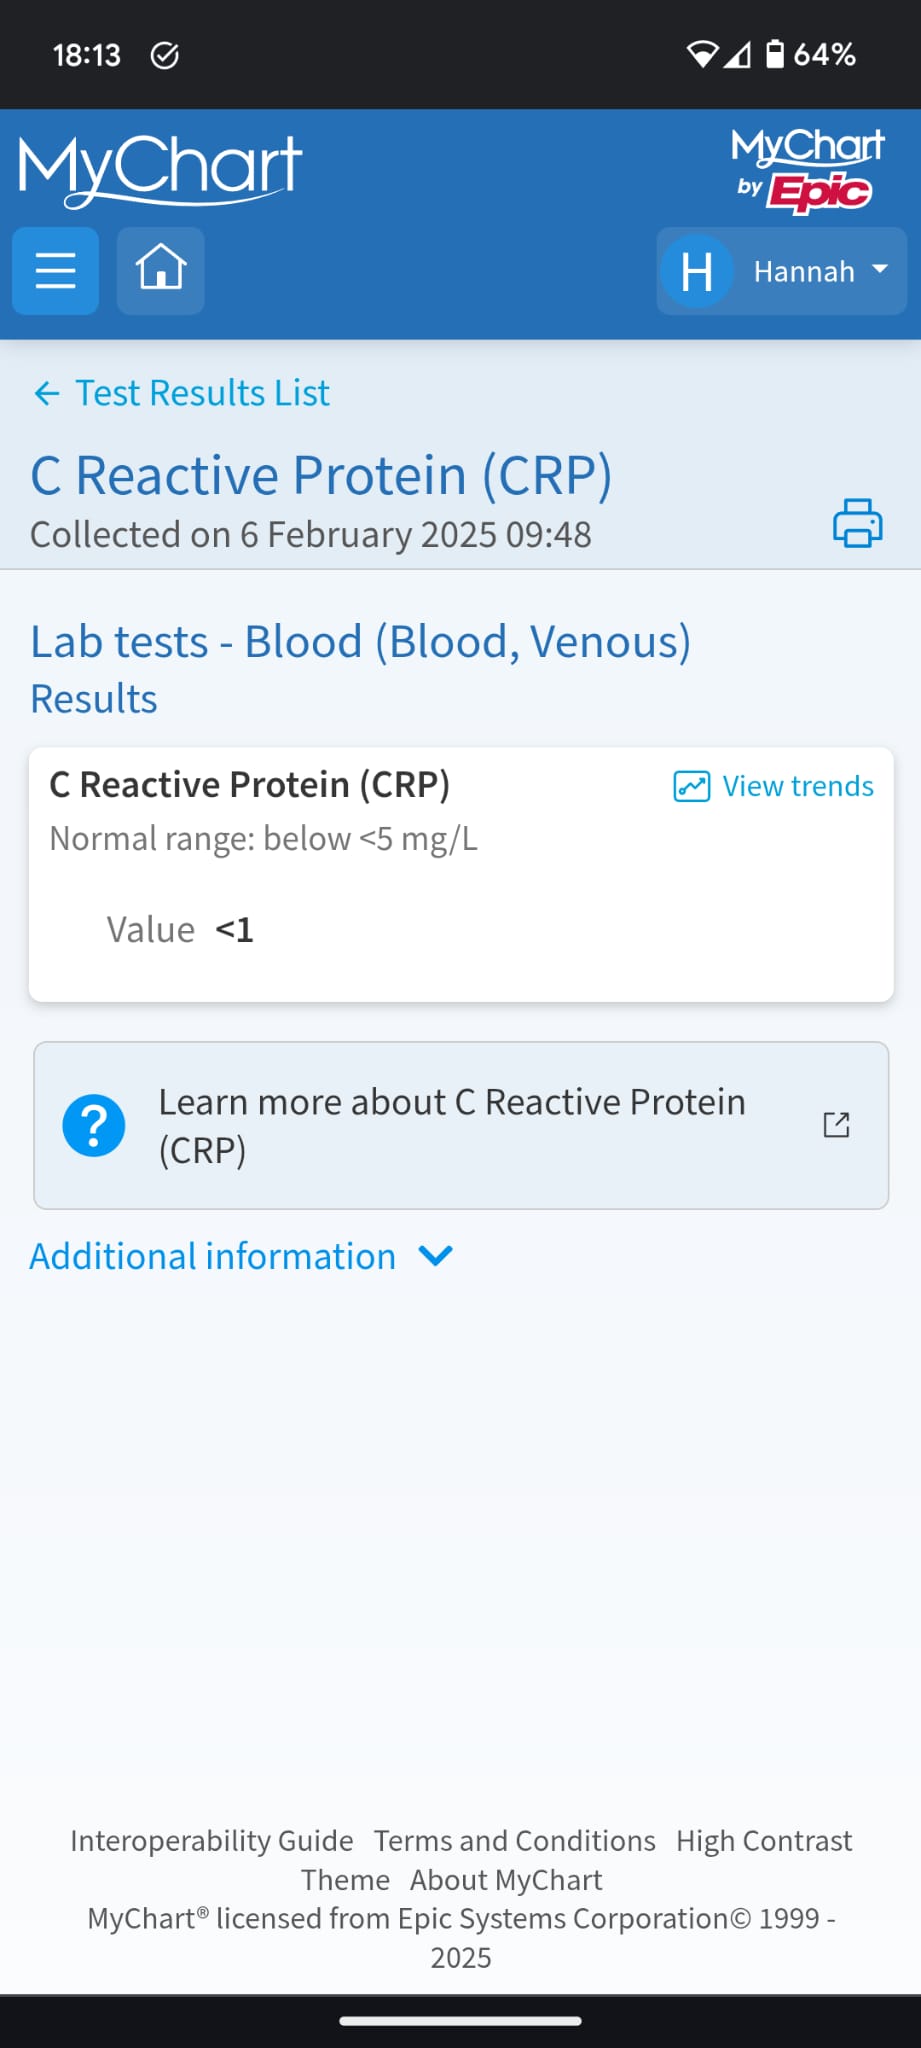 18:13
64%
MyChart
MyChart
by Epic
H Hannah
← Test Results List
C Reactive Protein (CRP)
Collected on 6 February 2025 09:48
Lab tests - Blood (Blood, Venous)
Results
C Reactive Protein (CRP)
View trends
Normal range: below <5 mg/L
Value <1
? Learn more about C Reactive Protein
(CRP)
Additional information
Interoperability Guide Terms and Conditions High Contrast
Theme About MyChart
MyChart® licensed from Epic Systems Corporation© 1999 -
2025